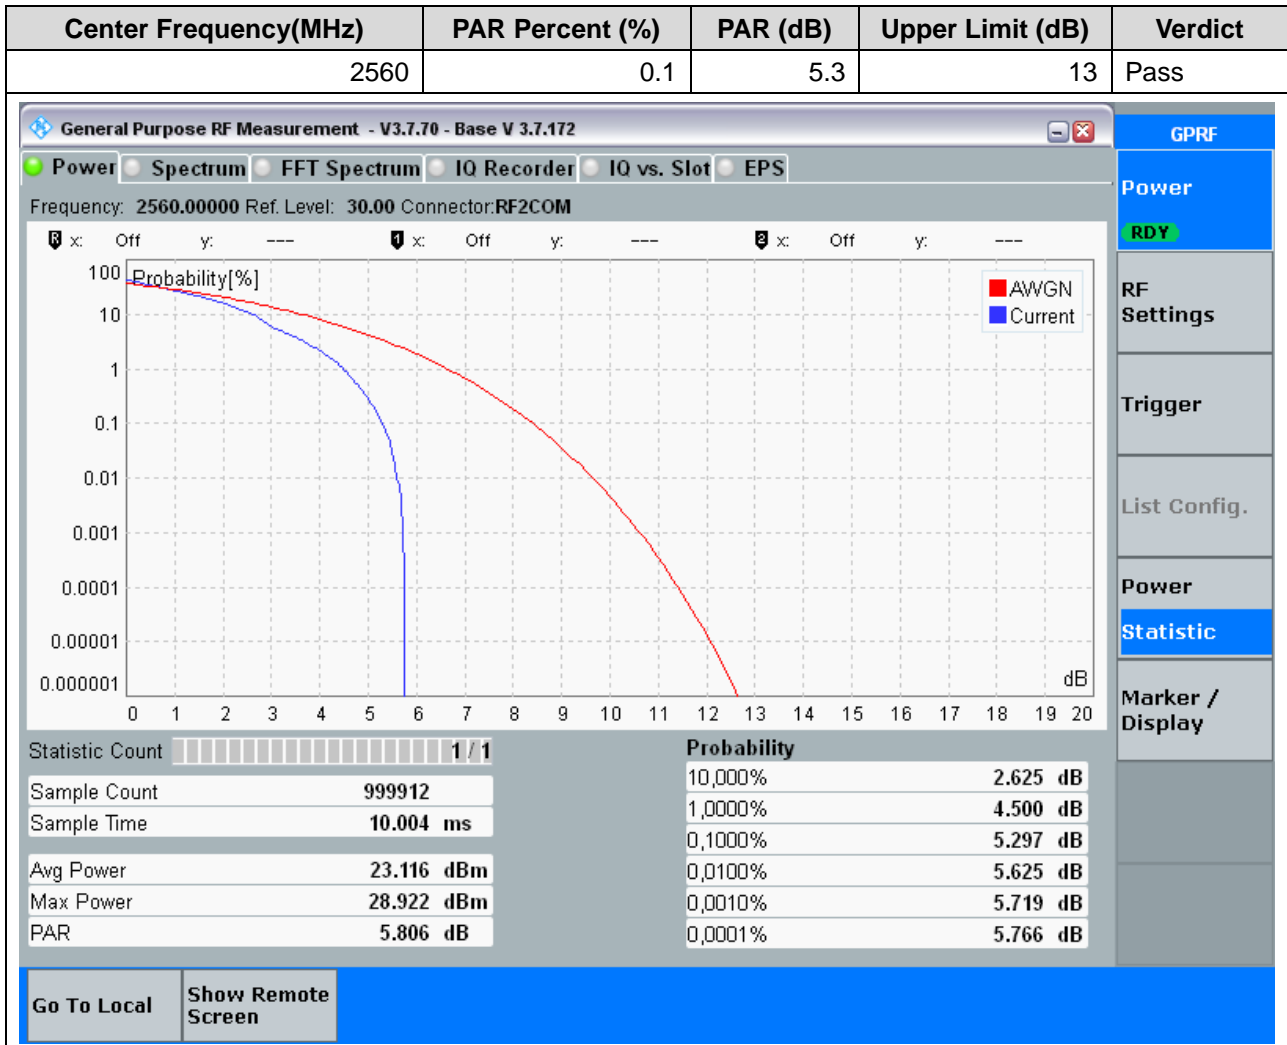 Center Frequency(MHz) PAR Percent (%) PAR (dB) Upper Limit (dB) Verdict
2560 0.1 5.3 13 Pass
General Purpose RF Measurement - V3.7.70 - Base V 3.7.172
GPRF
Power Spectrum FFT Spectrum IQ Recorder IQ vs. Slot EPS
Power
RDY
Frequency: 2560.00000 Ref. Level: 30.00 Connector:RF2COM
R x: Off y: --- 1 x: Off y: --- 2 x: Off y: ---
100 Probability[%]
AWGN
Current
10
1
0.1
0.01
0.001
0.0001
0.00001
0.000001
dB
0 1 2 3 4 5 6 7 8 9 10 11 12 13 14 15 16 17 18 19 20
RF
Settings
Trigger
List Config.
Power
Statistic
Marker /
Display
Statistic Count 1 / 1
Sample Count 999912
Sample Time 10.004 ms
Avg Power 23.116 dBm
Max Power 28.922 dBm
PAR 5.806 dB
Probability
10,000% 2.625 dB
1,0000% 4.500 dB
0,1000% 5.297 dB
0,0100% 5.625 dB
0,0010% 5.719 dB
0,0001% 5.766 dB
Go To Local
Show Remote
Screen